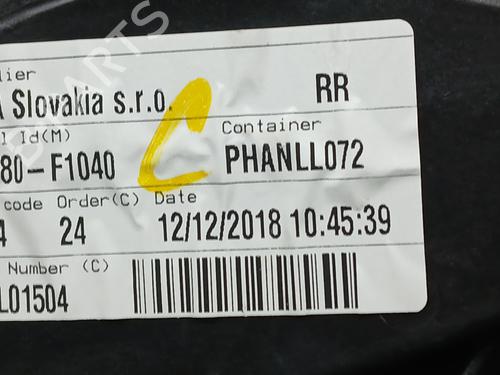 lier
Slovakia s.r.o. RR
l Id(M) Container
80-F1040 PHANLL072
code Order(C) Date
4 24 12/12/2018 10:45:39
Number (C)
L01504
C